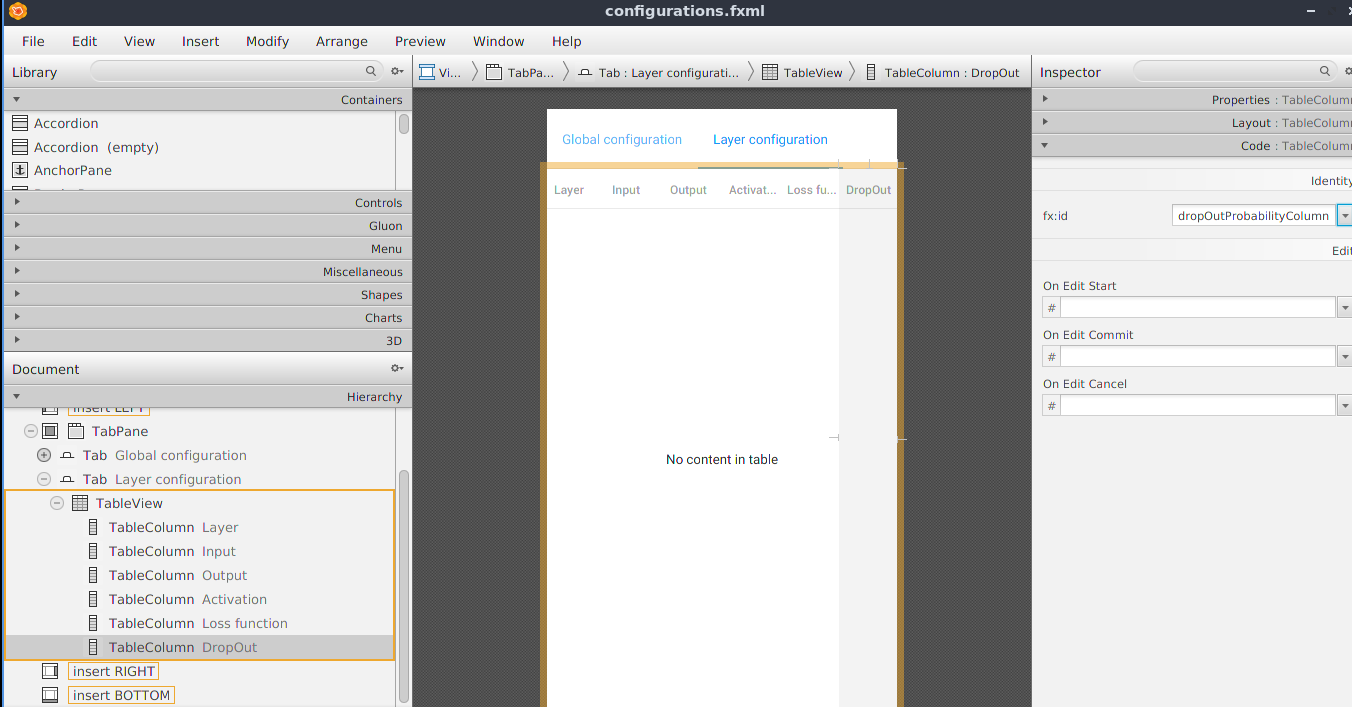 configurations.fxml
File Edit View Insert Modify Arrange Preview Window Help
Library
Containers
Accordion
Accordion (empty)
AnchorPane
Controls
Gluon
Menu
Miscellaneous
Shapes
Charts
3D
Document
Hierarchy
insert LEFT
TabPane
Tab Global configuration
Tab Layer configuration
TableView
TableColumn Layer
TableColumn Input
TableColumn Output
TableColumn Activation
TableColumn Loss function
TableColumn DropOut
insert RIGHT
insert BOTTOM
Vi... TabPa... Tab : Layer configurati... TableView TableColumn : DropOut
Global configuration Layer configuration
Layer Input Output Activat... Loss fu... DropOut
No content in table
Inspector
Properties : TableColum
Layout : TableColum
Code : TableColum
Identity
fx:id dropOutProbabilityColumn
Edit
On Edit Start
#
On Edit Commit
#
On Edit Cancel
#